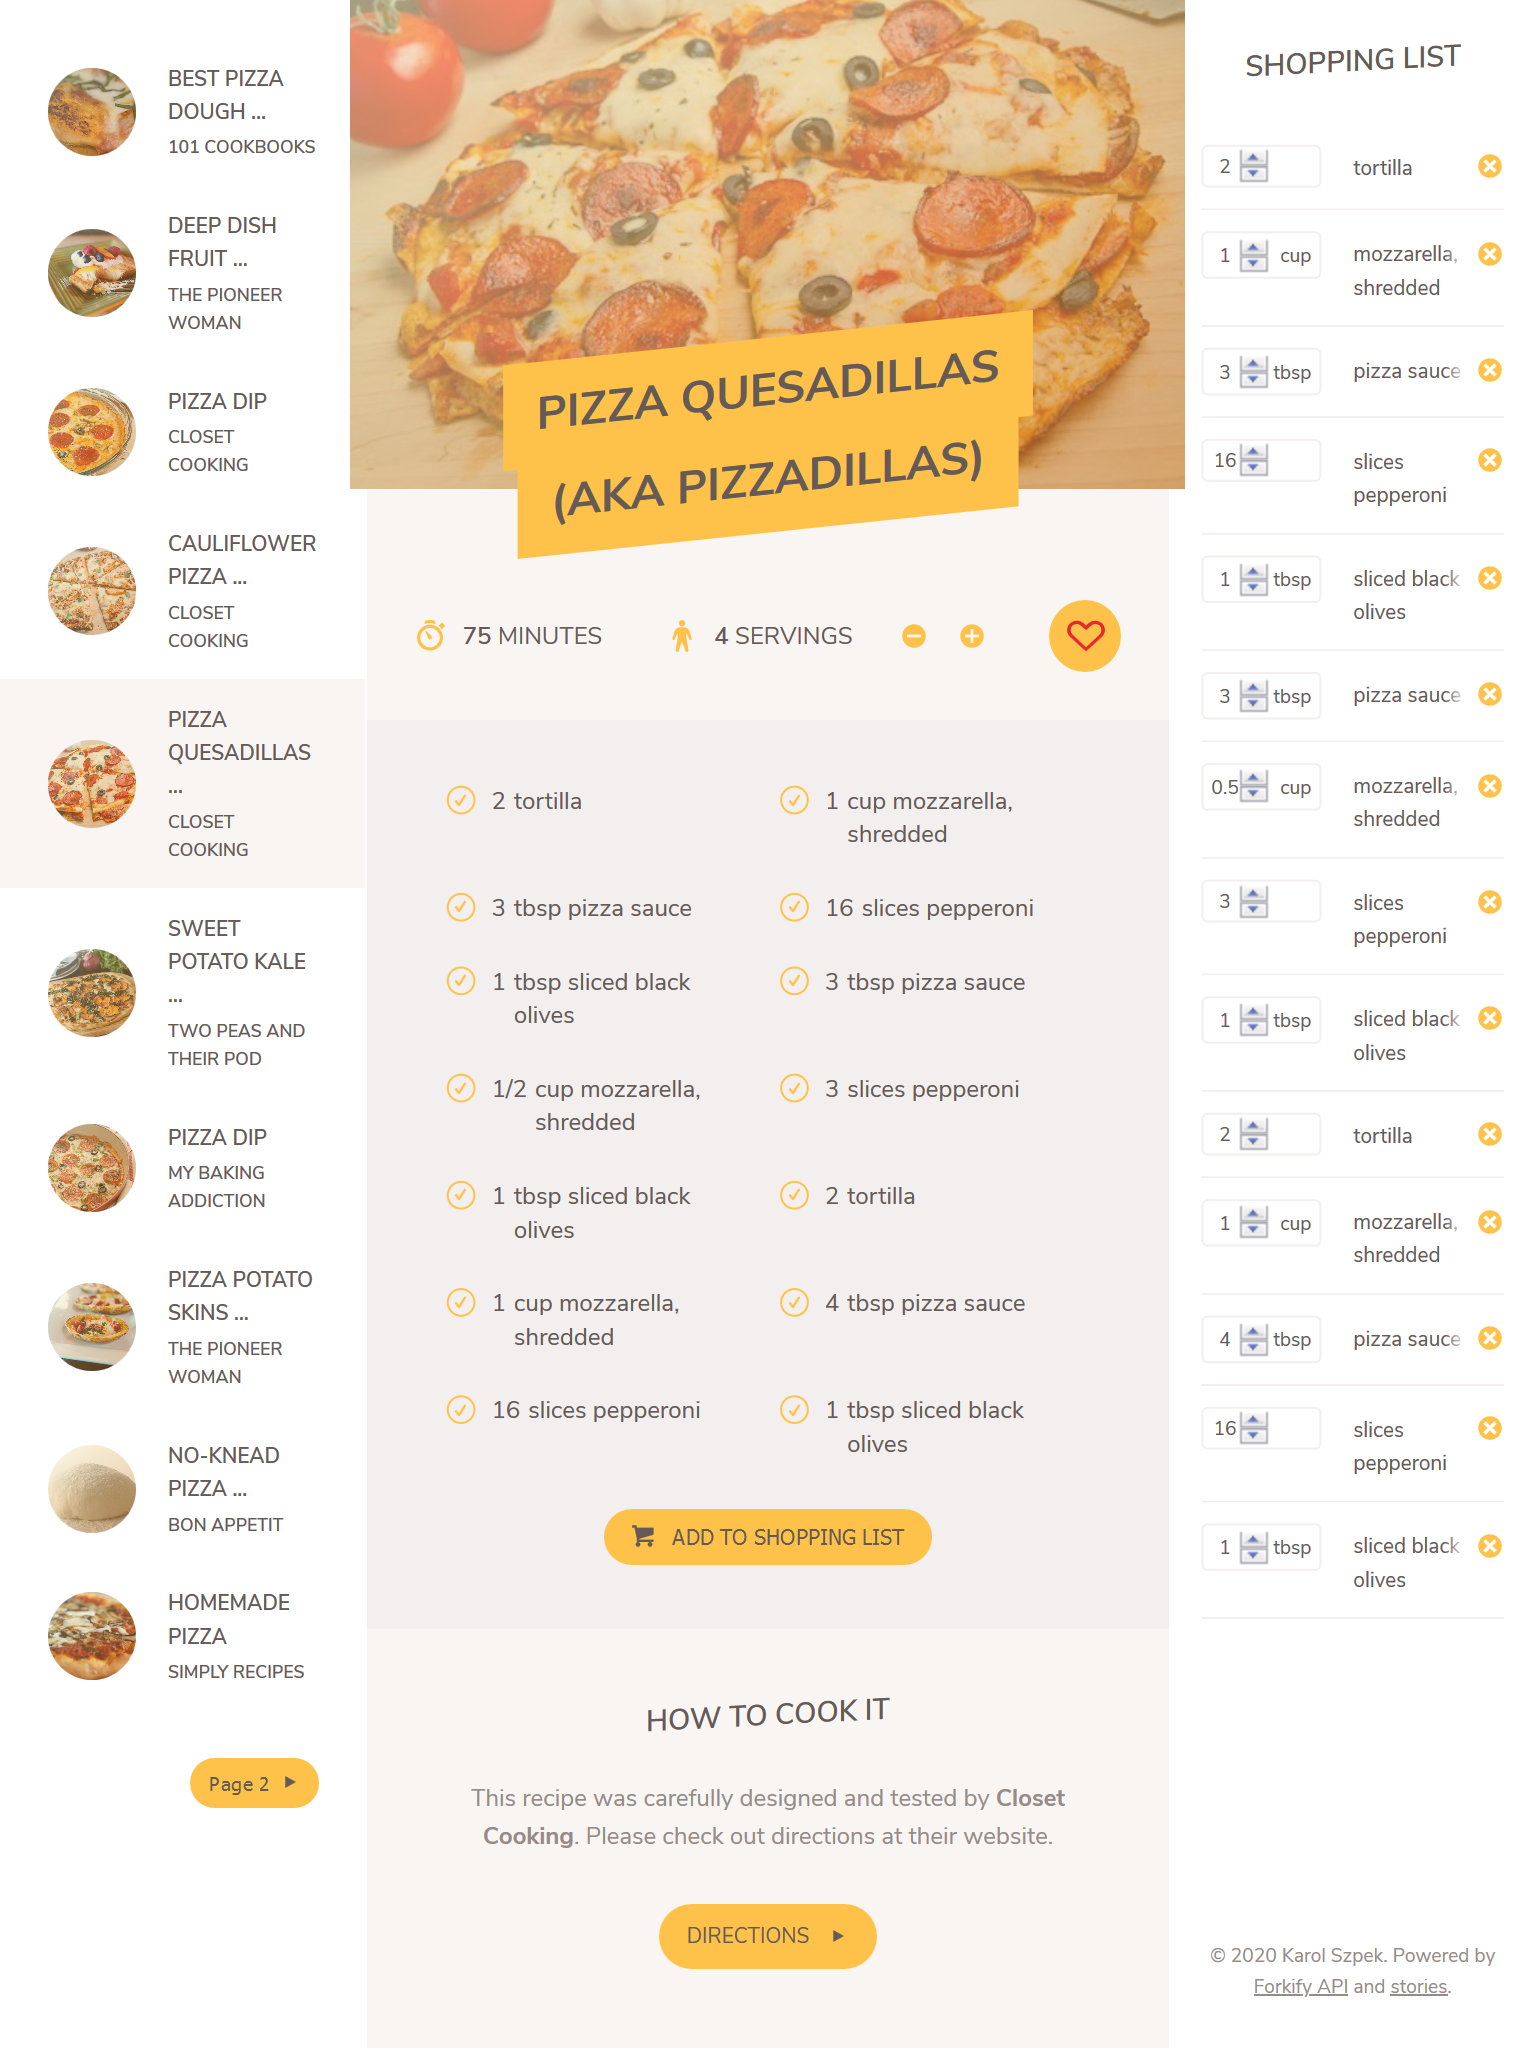 BEST PIZZA
DOUGH ...
101 COOKBOOKS
DEEP DISH
FRUIT ...
THE PIONEER
WOMAN
PIZZA DIP
CLOSET
COOKING
CAULIFLOWER
PIZZA ...
CLOSET
COOKING
PIZZA
QUESADILLAS
...
CLOSET
COOKING
SWEET
POTATO KALE
...
TWO PEAS AND
THEIR POD
PIZZA DIP
MY BAKING
ADDICTION
PIZZA POTATO
SKINS ...
THE PIONEER
WOMAN
NO-KNEAD
PIZZA ...
BON APPETIT
HOMEMADE
PIZZA
SIMPLY RECIPES
Page 2
PIZZA QUESADILLAS
(AKA PIZZADILLAS)
75 MINUTES
4 SERVINGS
2 tortilla
1 cup mozzarella,
shredded
3 tbsp pizza sauce
16 slices pepperoni
1 tbsp sliced black
olives
3 tbsp pizza sauce
1/2 cup mozzarella,
shredded
3 slices pepperoni
1 tbsp sliced black
olives
2 tortilla
1 cup mozzarella,
shredded
4 tbsp pizza sauce
16 slices pepperoni
1 tbsp sliced black
olives
ADD TO SHOPPING LIST
HOW TO COOK IT
This recipe was carefully designed and tested by Closet
Cooking. Please check out directions at their website.
DIRECTIONS
SHOPPING LIST
2 tortilla
1 cup mozzarella,
shredded
3 tbsp pizza sauce
16 slices
pepperoni
1 tbsp sliced black
olives
3 tbsp pizza sauce
0.5 cup mozzarella,
shredded
3 slices
pepperoni
1 tbsp sliced black
olives
2 tortilla
1 cup mozzarella,
shredded
4 tbsp pizza sauce
16 slices
pepperoni
1 tbsp sliced black
olives
© 2020 Karol Szpek. Powered by
Forkify API and stories.